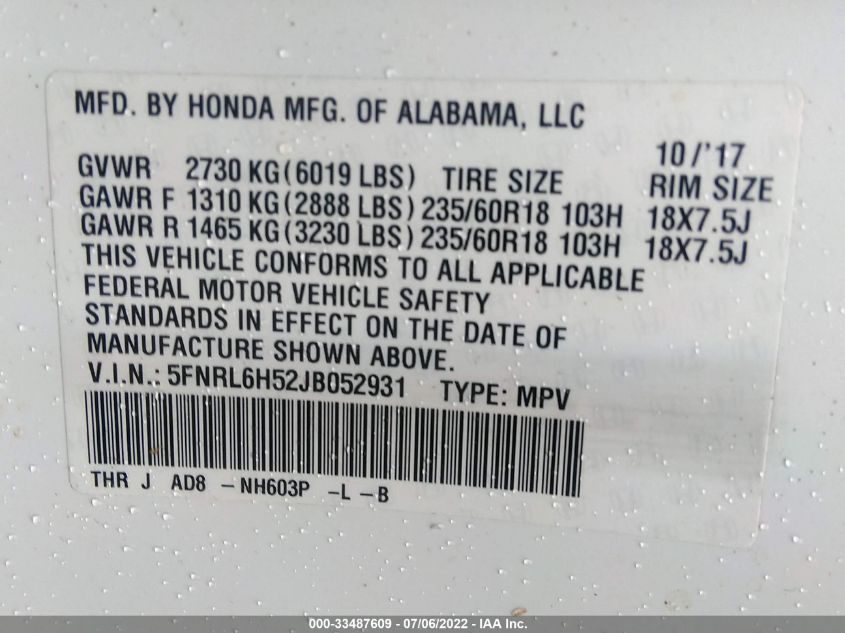 MFD. BY HONDA MFG. OF ALABAMA, LLC
10/'17
GVWR 2730 KG (6019 LBS) TIRE SIZE RIM SIZE
GAWR F 1310 KG (2888 LBS) 235/60R18 103H 18X7.5J
GAWR R 1465 KG (3230 LBS) 235/60R18 103H 18X7.5J
THIS VEHICLE CONFORMS TO ALL APPLICABLE
FEDERAL MOTOR VEHICLE SAFETY
STANDARDS IN EFFECT ON THE DATE OF
MANUFACTURE SHOWN ABOVE.
V.I.N.: 5FNRL6H52JB052931 TYPE: MPV
THR J AD8 -NH603P -L -B
000-33487609 - 07/06/2022 - IAA Inc.